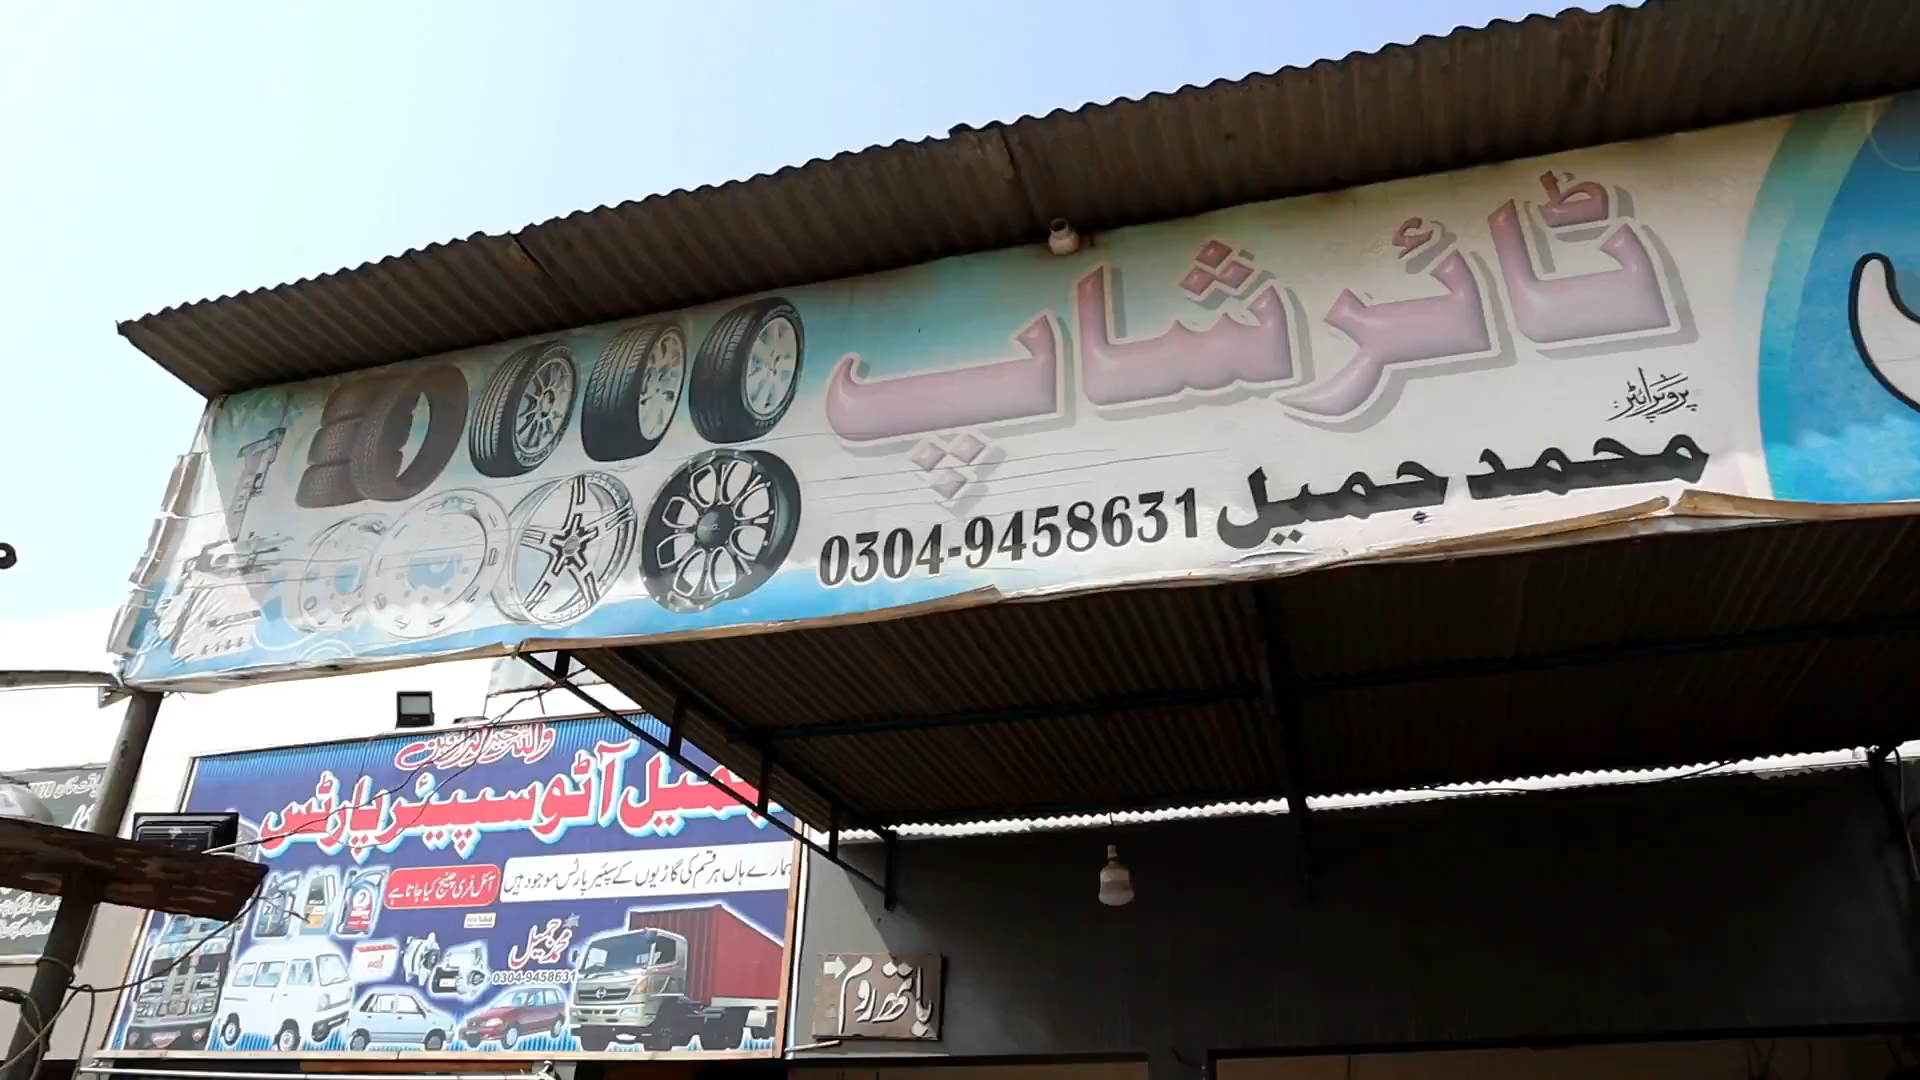 ٹائر شاپ
پروپرائٹر
محمد جمیل 0304-9458631
جمیل آٹو سپیئر پارٹس
ہمارے ہاں ہر قسم کی گاڑیوں کے سپیئر پارٹس موجود ہیں
آئل فری چینج کیا جاتا ہے
محمد جمیل
0304-9458631
باتھ روم